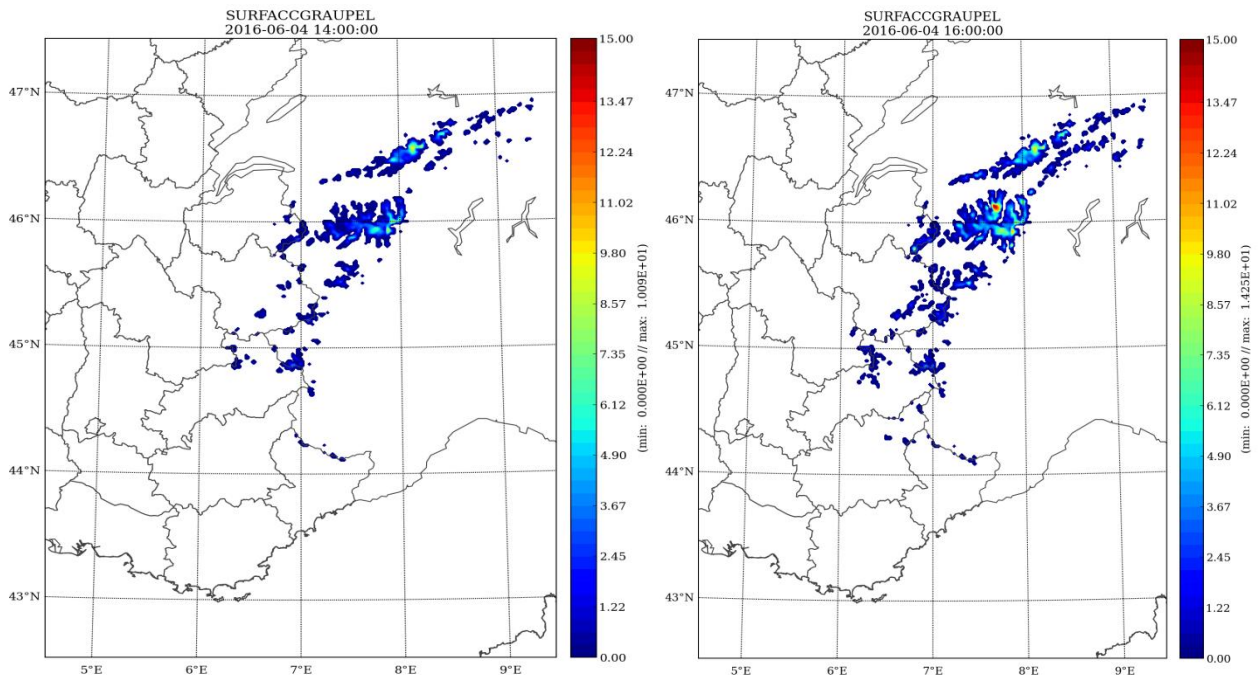 SURFACCGRAUPEL
2016-06-04 14:00:00
47°N
46°N
45°N
44°N
43°N
5°E
6°E
7°E
8°E
9°E
15.00
13.47
12.24
11.02
9.80
8.57
7.35
6.12
4.90
3.67
2.45
1.22
0.00
(min: 0.000E+00 // max: 1.009E+01)
SURFACCGRAUPEL
2016-06-04 16:00:00
47°N
46°N
45°N
44°N
43°N
5°E
6°E
7°E
8°E
9°E
15.00
13.47
12.24
11.02
9.80
8.57
7.35
6.12
4.90
3.67
2.45
1.22
0.00
(min: 0.000E+00 // max: 1.425E+01)